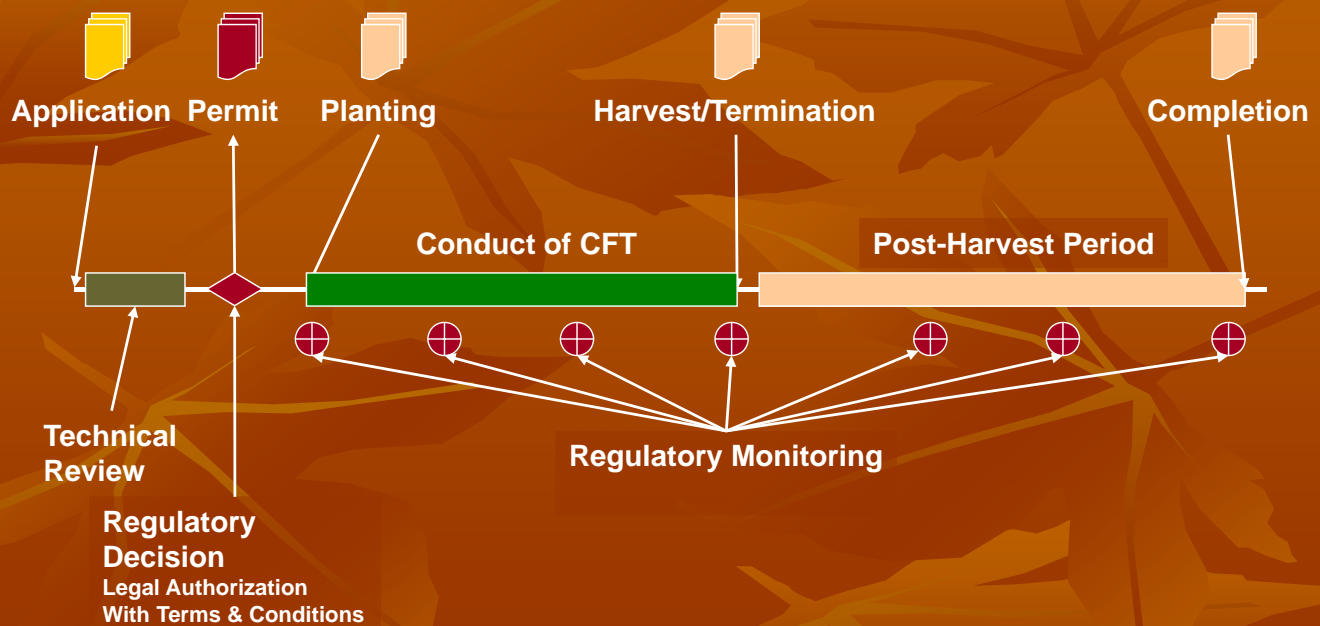 Application
Permit
Planting
Harvest/Termination
Completion
Conduct of CFT
Post-Harvest Period
Technical
Review
Regulatory Monitoring
Regulatory
Decision
Legal Authorization
With Terms & Conditions